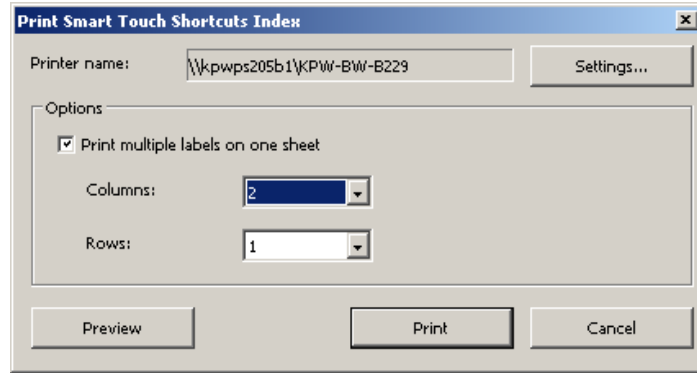 Print Smart Touch Shortcuts Index
Printer name: \\kpwps205b1\KPW-BW-B229 Settings...
Options
Print multiple labels on one sheet
Columns: 2
Rows: 1
Preview Print Cancel